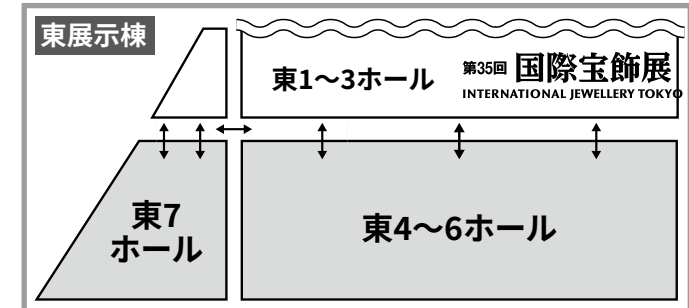 東展示棟
東1～3ホール
第35回 国際宝飾展
INTERNATIONAL JEWELLERY TOKYO
東7
ホール
東4～6ホール